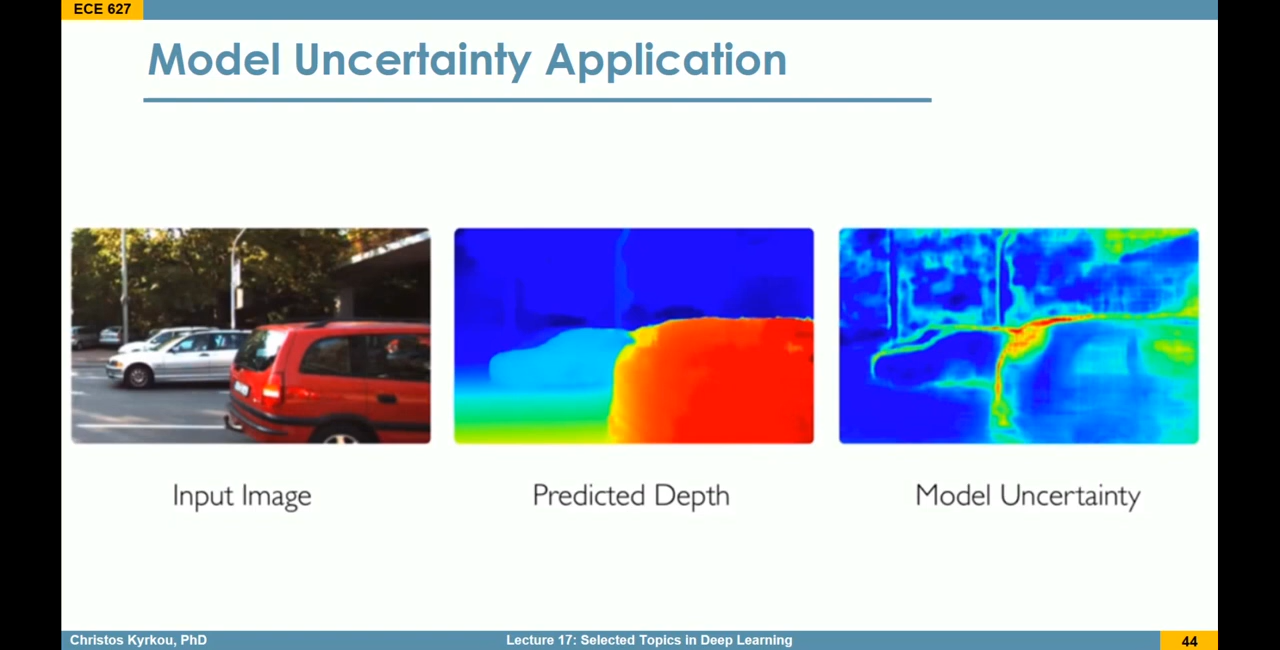 ECE 627
Model Uncertainty Application
Input Image
Predicted Depth
Model Uncertainty
Christos Kyrkou, PhD
Lecture 17: Selected Topics in Deep Learning
44